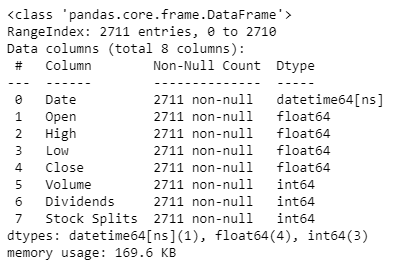 <class 'pandas.core.frame.DataFrame'>
RangeIndex: 2711 entries, 0 to 2710
Data columns (total 8 columns):
 #   Column        Non-Null Count  Dtype
---  ------        --------------  -----
 0   Date          2711 non-null   datetime64[ns]
 1   Open          2711 non-null   float64
 2   High          2711 non-null   float64
 3   Low           2711 non-null   float64
 4   Close         2711 non-null   float64
 5   Volume        2711 non-null   int64
 6   Dividends     2711 non-null   int64
 7   Stock Splits  2711 non-null   int64
dtypes: datetime64[ns](1), float64(4), int64(3)
memory usage: 169.6 KB